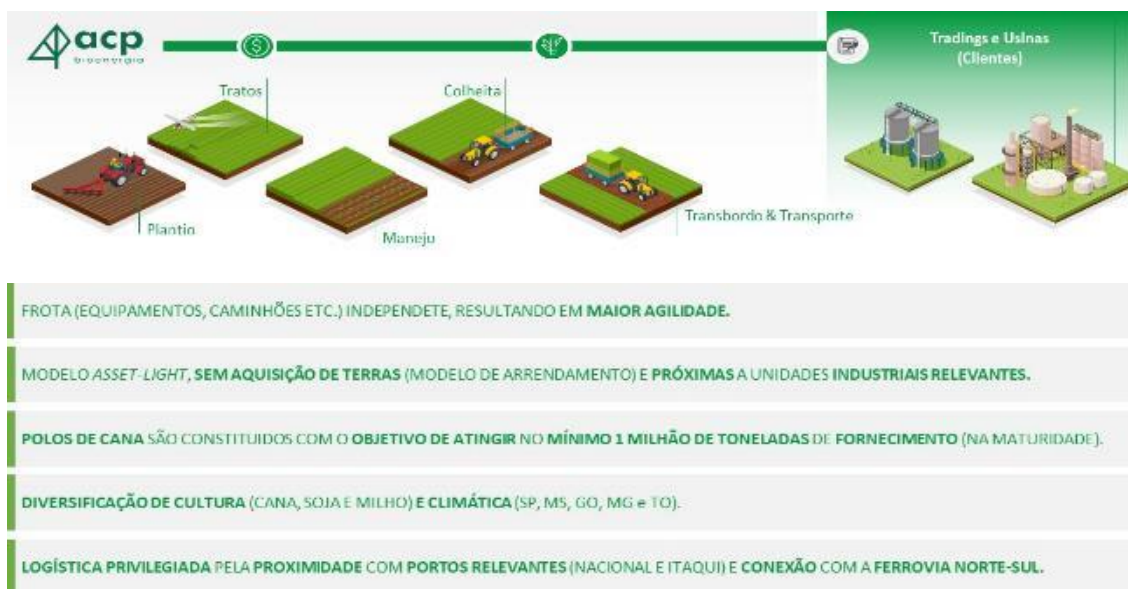 acp
bioenergia
Tradings e Usinas
(Clientes)
Tratos
Colheita
Plantio
Manejo
Transbordo & Transporte
FROTA (EQUIPAMENTOS, CAMINHÕES ETC.) INDEPENDETE, RESULTANDO EM MAIOR AGILIDADE.
MODELO ASSET-LIGHT, SEM AQUISIÇÃO DE TERRAS (MODELO DE ARRENDAMENTO) E PRÓXIMAS A UNIDADES INDUSTRIAIS RELEVANTES.
POLOS DE CANA SÃO CONSTITUIDOS COM O OBJETIVO DE ATINGIR NO MÍNIMO 1 MILHÃO DE TONELADAS DE FORNECIMENTO (NA MATURIDADE).
DIVERSIFICAÇÃO DE CULTURA (CANA, SOJA E MILHO) E CLIMÁTICA (SP, MS, GO, MG e TO).
LOGÍSTICA PRIVILEGIADA PELA PROXIMIDADE COM PORTOS RELEVANTES (NACIONAL E ITAQUI) E CONEXÃO COM A FERROVIA NORTE-SUL.